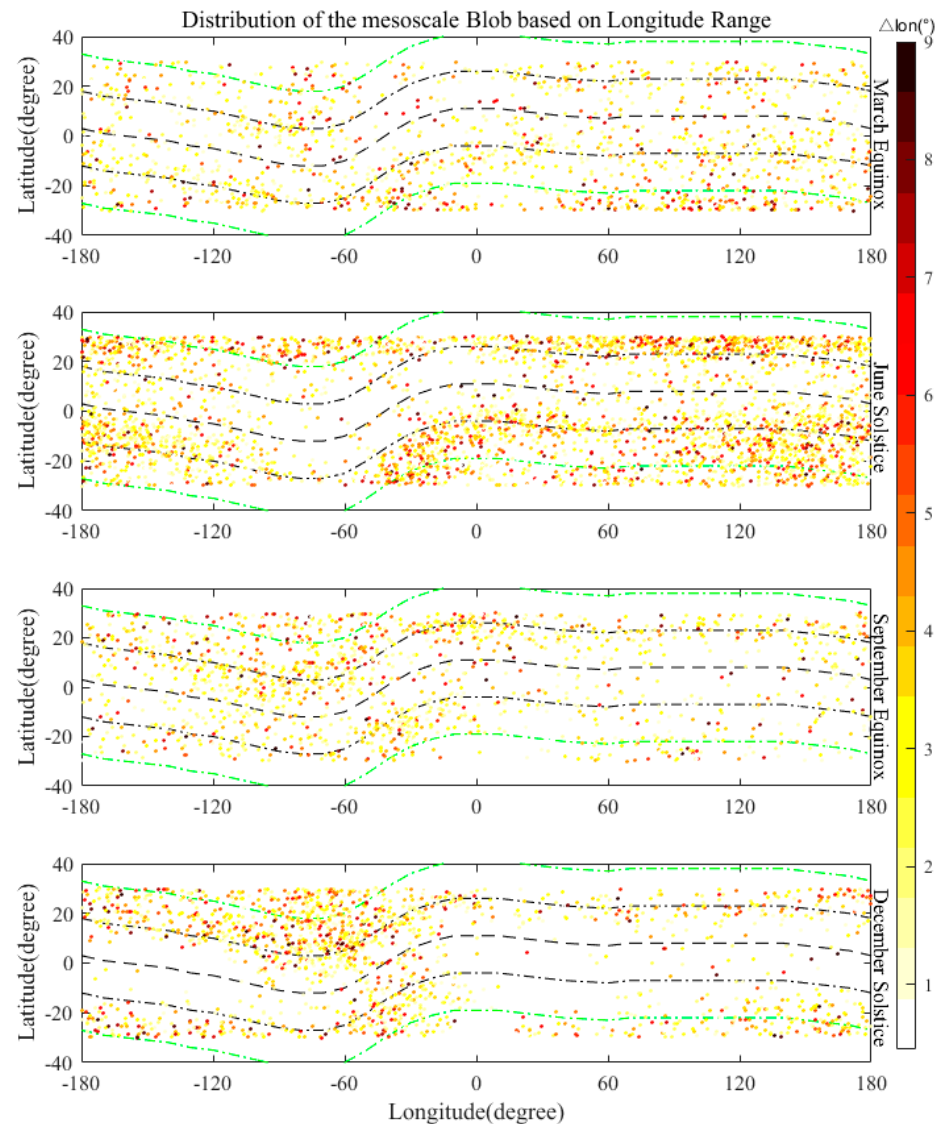 Distribution of the mesoscale Blob based on Longitude Range
△lon(°)
40
20
0
-20
-40
Latitude(degree)
-180 -120 -60 0 60 120 180
March Equinox
40
20
0
-20
-40
Latitude(degree)
-180 -120 -60 0 60 120 180
June Solstice
40
20
0
-20
-40
Latitude(degree)
-180 -120 -60 0 60 120 180
September Equinox
40
20
0
-20
-40
Latitude(degree)
-180 -120 -60 0 60 120 180
December Solstice
Longitude(degree)
9
8
7
6
5
4
3
2
1